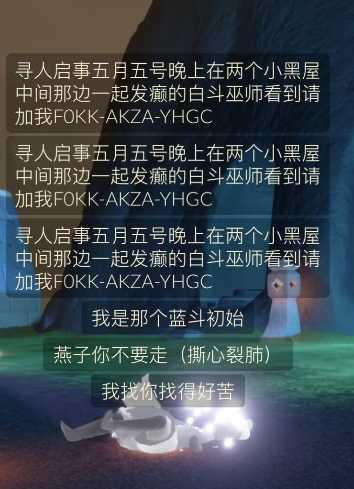 寻人启事五月五号晚上在两个小黑屋
中间那边一起发癫的白斗巫师看到请
加我F0KK-AKZA-YHGC
寻人启事五月五号晚上在两个小黑屋
中间那边一起发癫的白斗巫师看到请
加我F0KK-AKZA-YHGC
寻人启事五月五号晚上在两个小黑屋
中间那边一起发癫的白斗巫师看到请
加我F0KK-AKZA-YHGC
我是那个蓝斗初始
燕子你不要走（撕心裂肺）
我找你找得好苦